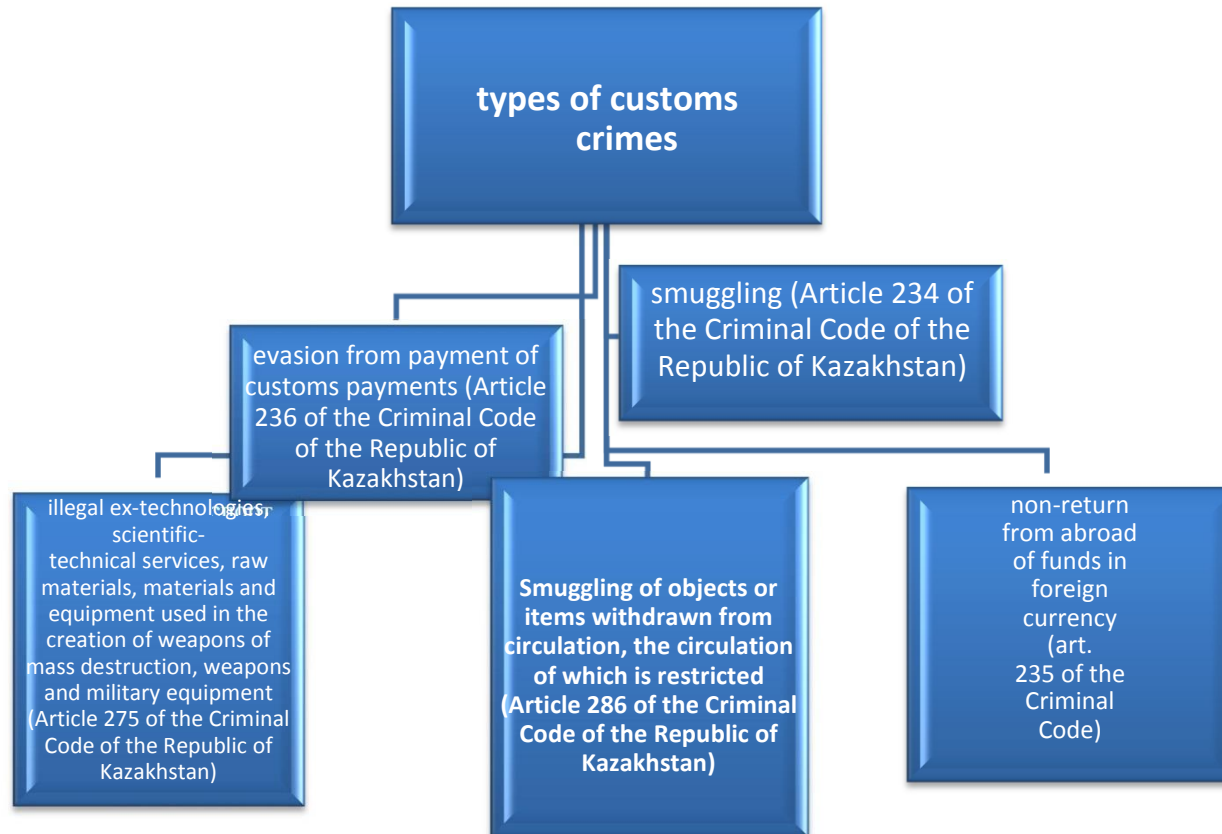 types of customs
crimes
smuggling (Article 234 of
the Criminal Code of the
Republic of Kazakhstan)
evasion from payment of
customs payments (Article
236 of the Criminal Code
of the Republic of
Kazakhstan)
illegal ex-technologies,
scientific-
technical services, raw
materials, materials and
equipment used in the
creation of weapons of
mass destruction, weapons
and military equipment
(Article 275 of the Criminal
Code of the Republic of
Kazakhstan)
Smuggling of objects or
items withdrawn from
circulation, the circulation
of which is restricted
(Article 286 of the Criminal
Code of the Republic of
Kazakhstan)
non-return
from abroad
of funds in
foreign
currency
(art.
235 of the
Criminal
Code)